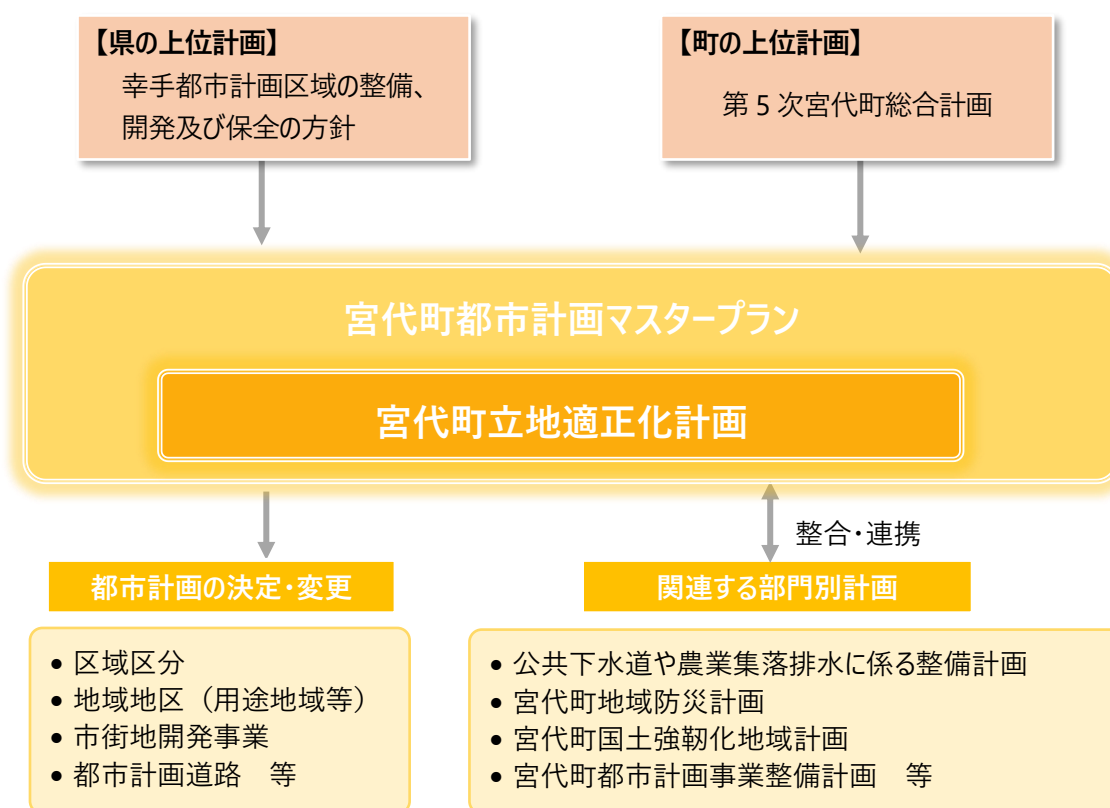 【県の上位計画】
幸手都市計画区域の整備、
開発及び保全の方針
【町の上位計画】
第5次宮代町総合計画
宮代町都市計画マスタープラン
宮代町立地適正化計画
整合・連携
都市計画の決定・変更
• 区域区分
• 地域地区（用途地域等）
• 市街地開発事業
• 都市計画道路　等
関連する部門別計画
• 公共下水道や農業集落排水に係る整備計画
• 宮代町地域防災計画
• 宮代町国土強靭化地域計画
• 宮代町都市計画事業整備計画　等